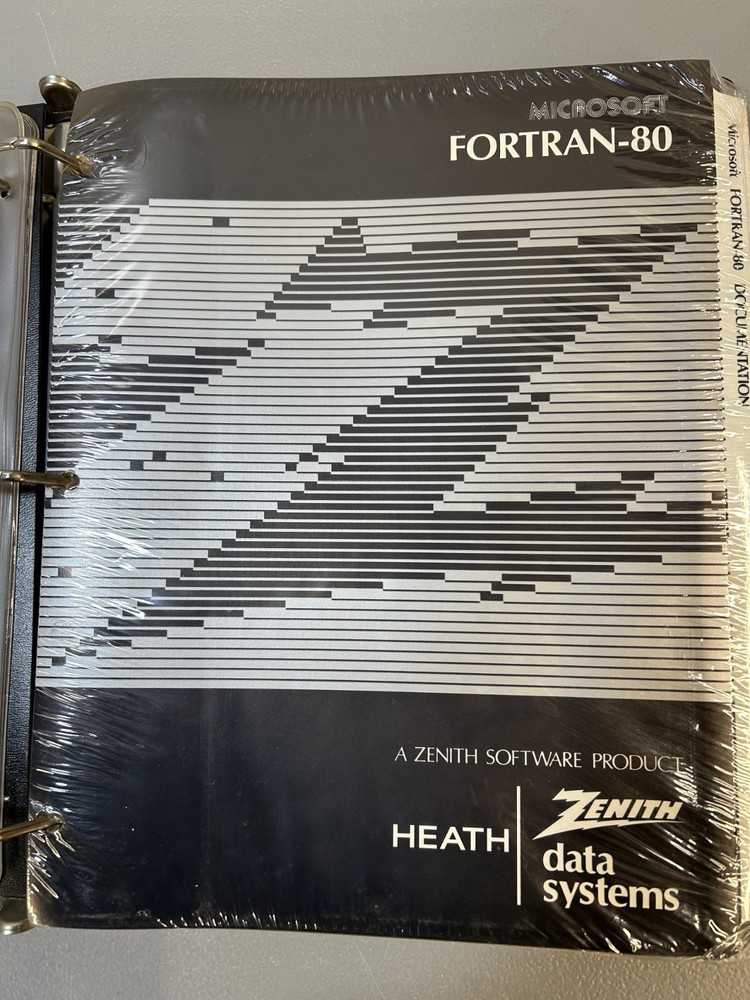 MICROSOFT
FORTRAN-80
Microsoft FORTRAN-80 DOCUMENTATION
A ZENITH SOFTWARE PRODUCT
HEATH
ZENITH
data
systems